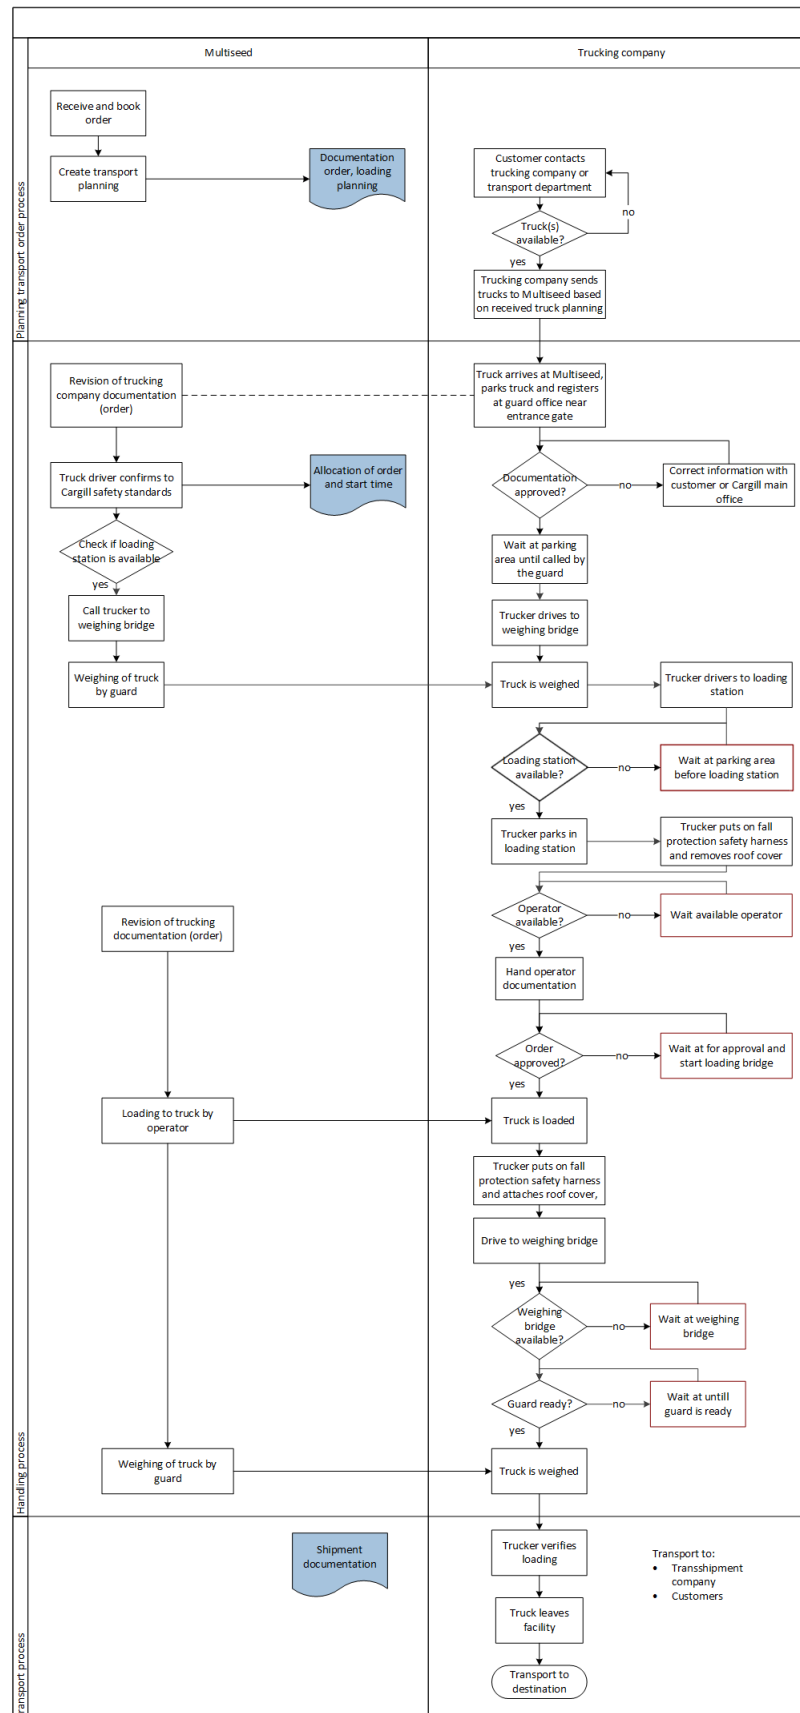 Multiseed
Trucking company
Planning transport order process
Receive and book
order
Create transport
planning
Documentation
order, loading
planning
Customer contacts
trucking company or
transport department
no
Truck(s)
available?
yes
Trucking company sends
trucks to Multiseed based
on received truck planning
Handling process
Revision of trucking
company documentation
(order)
Truck arrives at Multiseed,
parks truck and registers
at guard office near
entrance gate
Truck driver confirms to
Cargill safety standards
Allocation of order
and start time
Documentation
approved?
no
Correct information with
customer or Cargill main
office
Check if loading
station is available
yes
Wait at parking
area until called by
the guard
Call trucker to
weighing bridge
Trucker drives to
weighing bridge
Weighing of truck
by guard
Truck is weighed
Trucker drivers to loading
station
Loading station
available?
no
Wait at parking area
before loading station
yes
Trucker parks in
loading station
Trucker puts on fall
protection safety harness
and removes roof cover
Revision of trucking
documentation (order)
Operator
available?
no
Wait available operator
yes
Hand operator
documentation
Order
approved?
no
Wait at for approval and
start loading bridge
yes
Loading to truck by
operator
Truck is loaded
Trucker puts on fall
protection safety harness
and attaches roof cover,
Drive to weighing bridge
yes
Weighing
bridge
available?
no
Wait at weighing
bridge
Guard ready?
no
Wait at untill
guard is ready
yes
Weighing of truck by
guard
Truck is weighed
ransport process
Shipment
documentation
Trucker verifies
loading
Transport to:
• Transshipment
company
• Customers
Truck leaves
facility
Transport to
destination